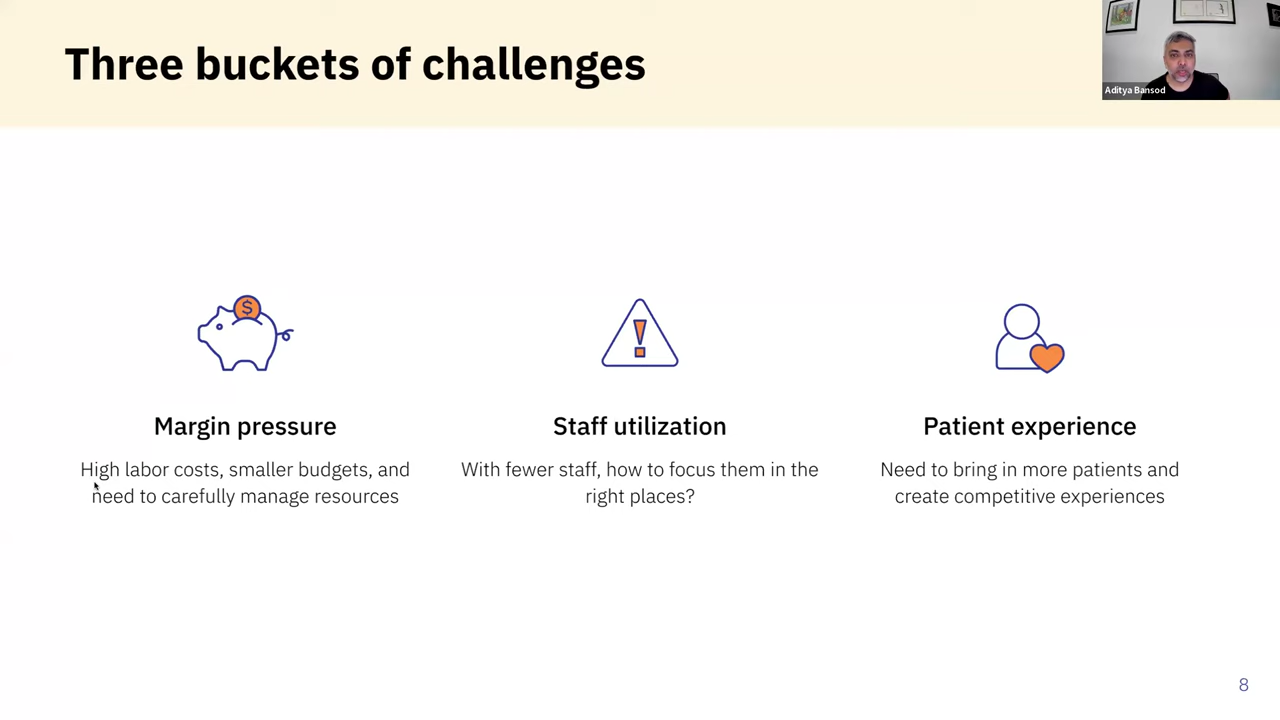 Three buckets of challenges
Aditya Bansod
$
!
Margin pressure
High labor costs, smaller budgets, and
need to carefully manage resources
Staff utilization
With fewer staff, how to focus them in the
right places?
Patient experience
Need to bring in more patients and
create competitive experiences
8